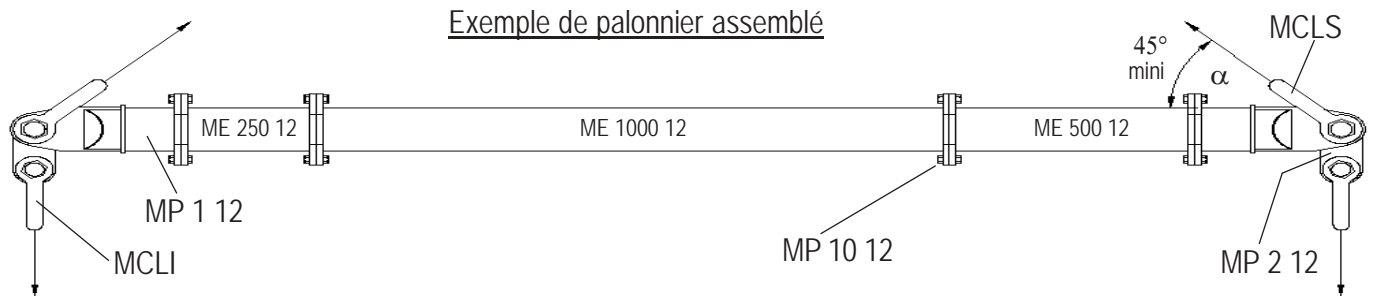 Exemple de palonnier assemblé
45°
mini
α
MCLS
ME 250 12
ME 1000 12
ME 500 12
MP 1 12
MCLI
MP 10 12
MP 2 12